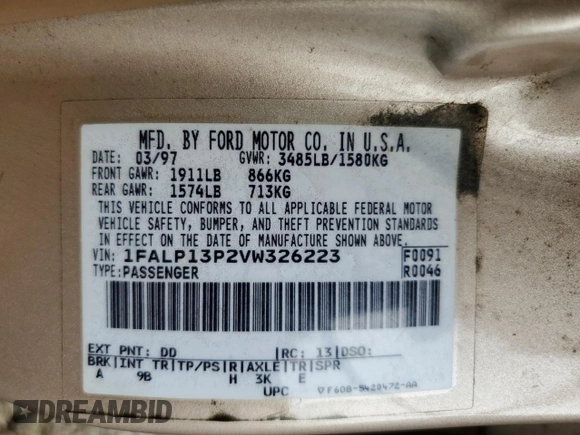 MFD. BY FORD MOTOR CO. IN U.S.A.
DATE: 03/97 GVWR: 3485LB/1580KG
FRONT GAWR: 1911LB 866KG
REAR GAWR: 1574LB 713KG
THIS VEHICLE CONFORMS TO ALL APPLICABLE FEDERAL MOTOR
VEHICLE SAFETY, BUMPER, AND THEFT PREVENTION STANDARDS
IN EFFECT ON THE DATE OF MANUFACTURE SHOWN ABOVE.
VIN: 1FALP13P2VW326223 F0091
TYPE: PASSENGER R0046
EXT PNT: DD RC: 13 DSO:
BRK INT TR TP/PS R AXLE TR SPR
A 9B H 3K E
UPC F60B-5420472-AA
DREAMBID